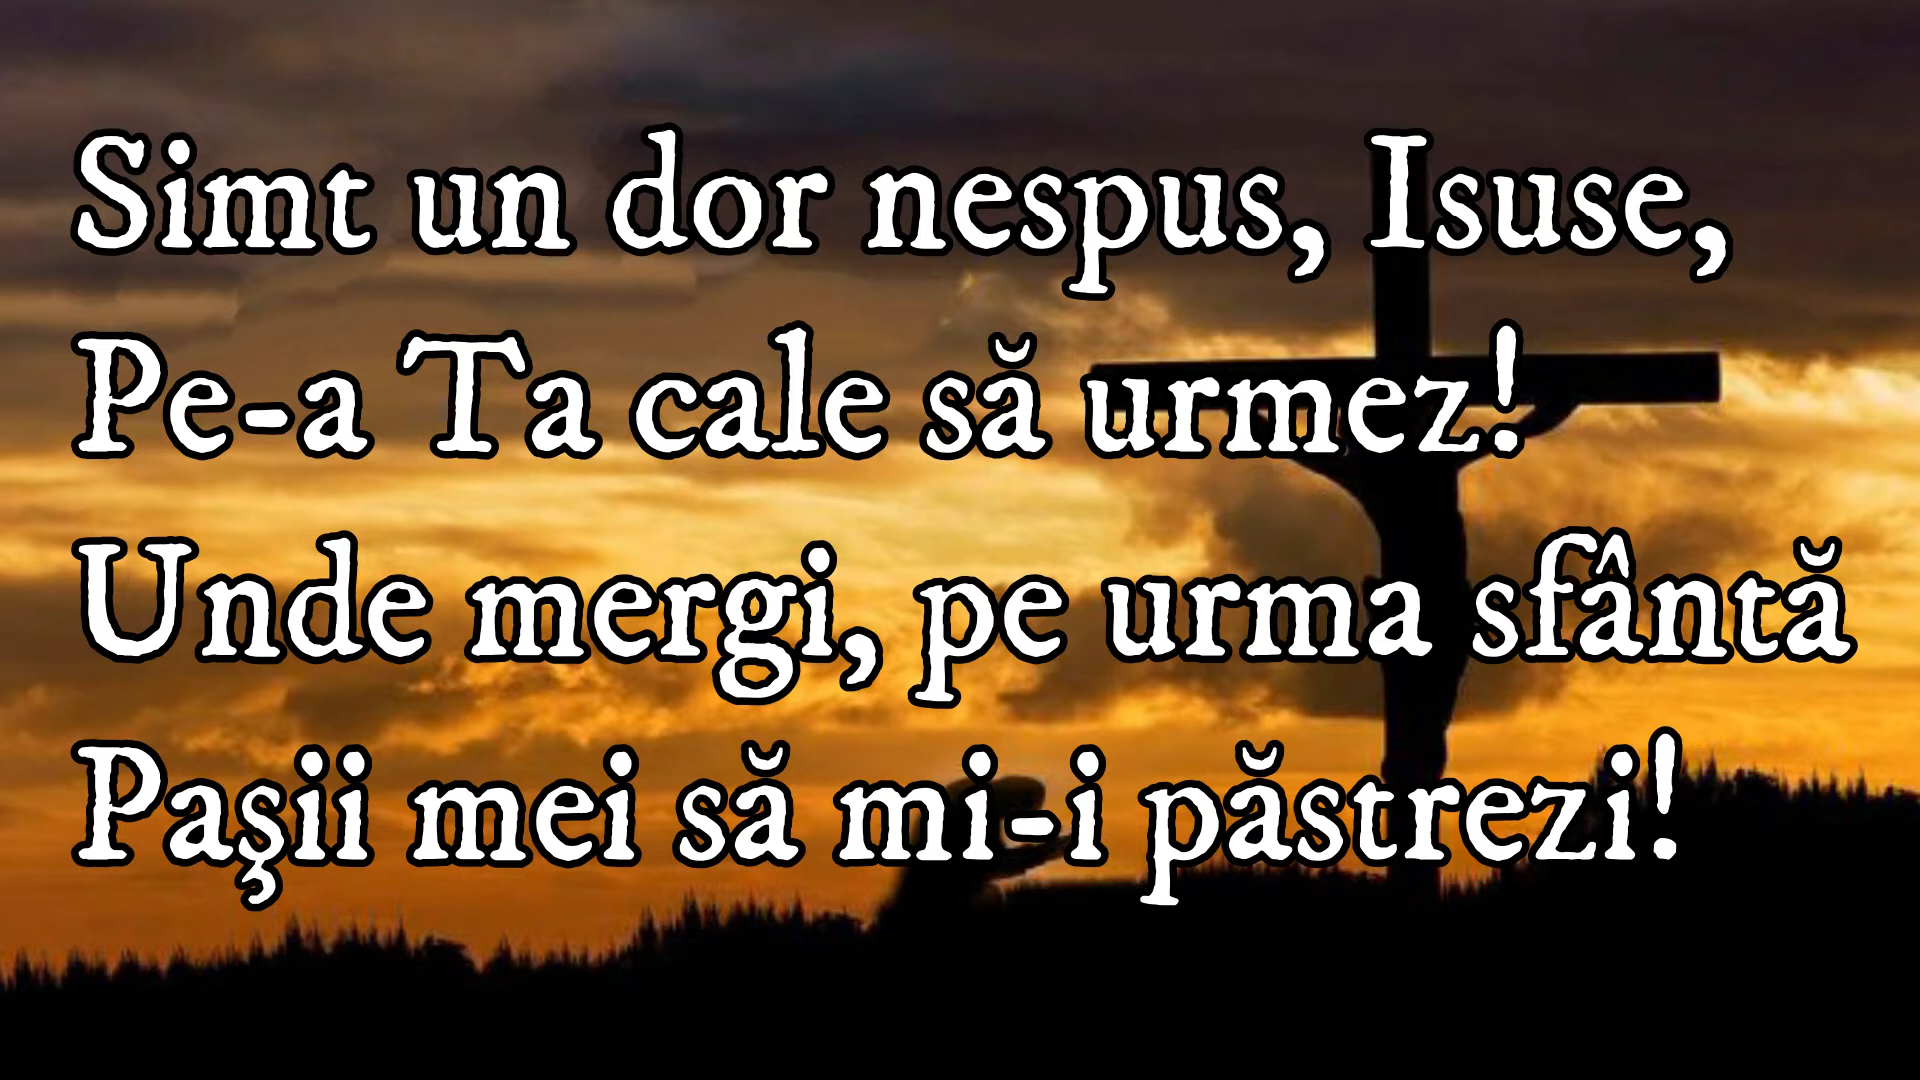 Simt un dor nespus, Isuse,
Pe-a Ta cale să urmez!
Unde mergi, pe urma sfântă
Paşii mei să mi-i păstrezi!